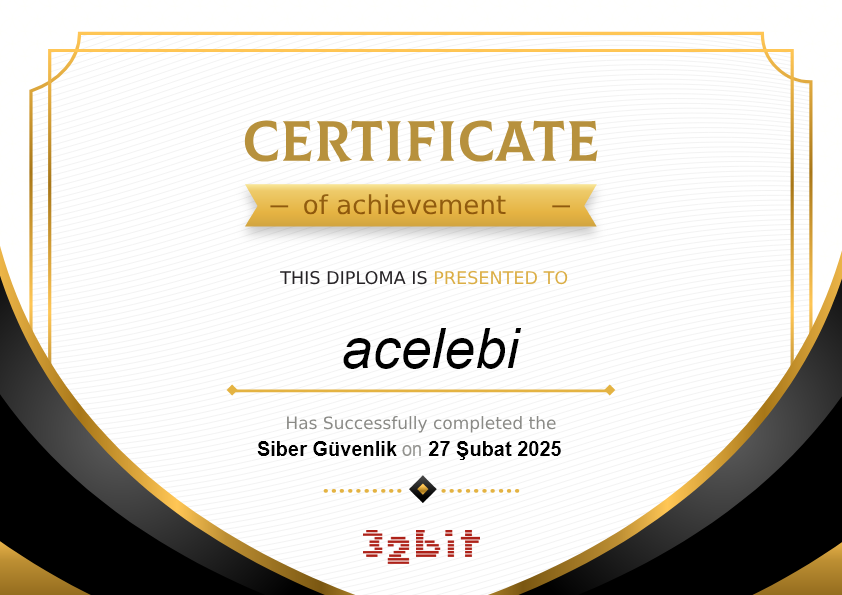 CERTIFICATE
— of achievement —
THIS DIPLOMA IS PRESENTED TO
acelebi
Has Successfully completed the
Siber Güvenlik on 27 Şubat 2025
32bit